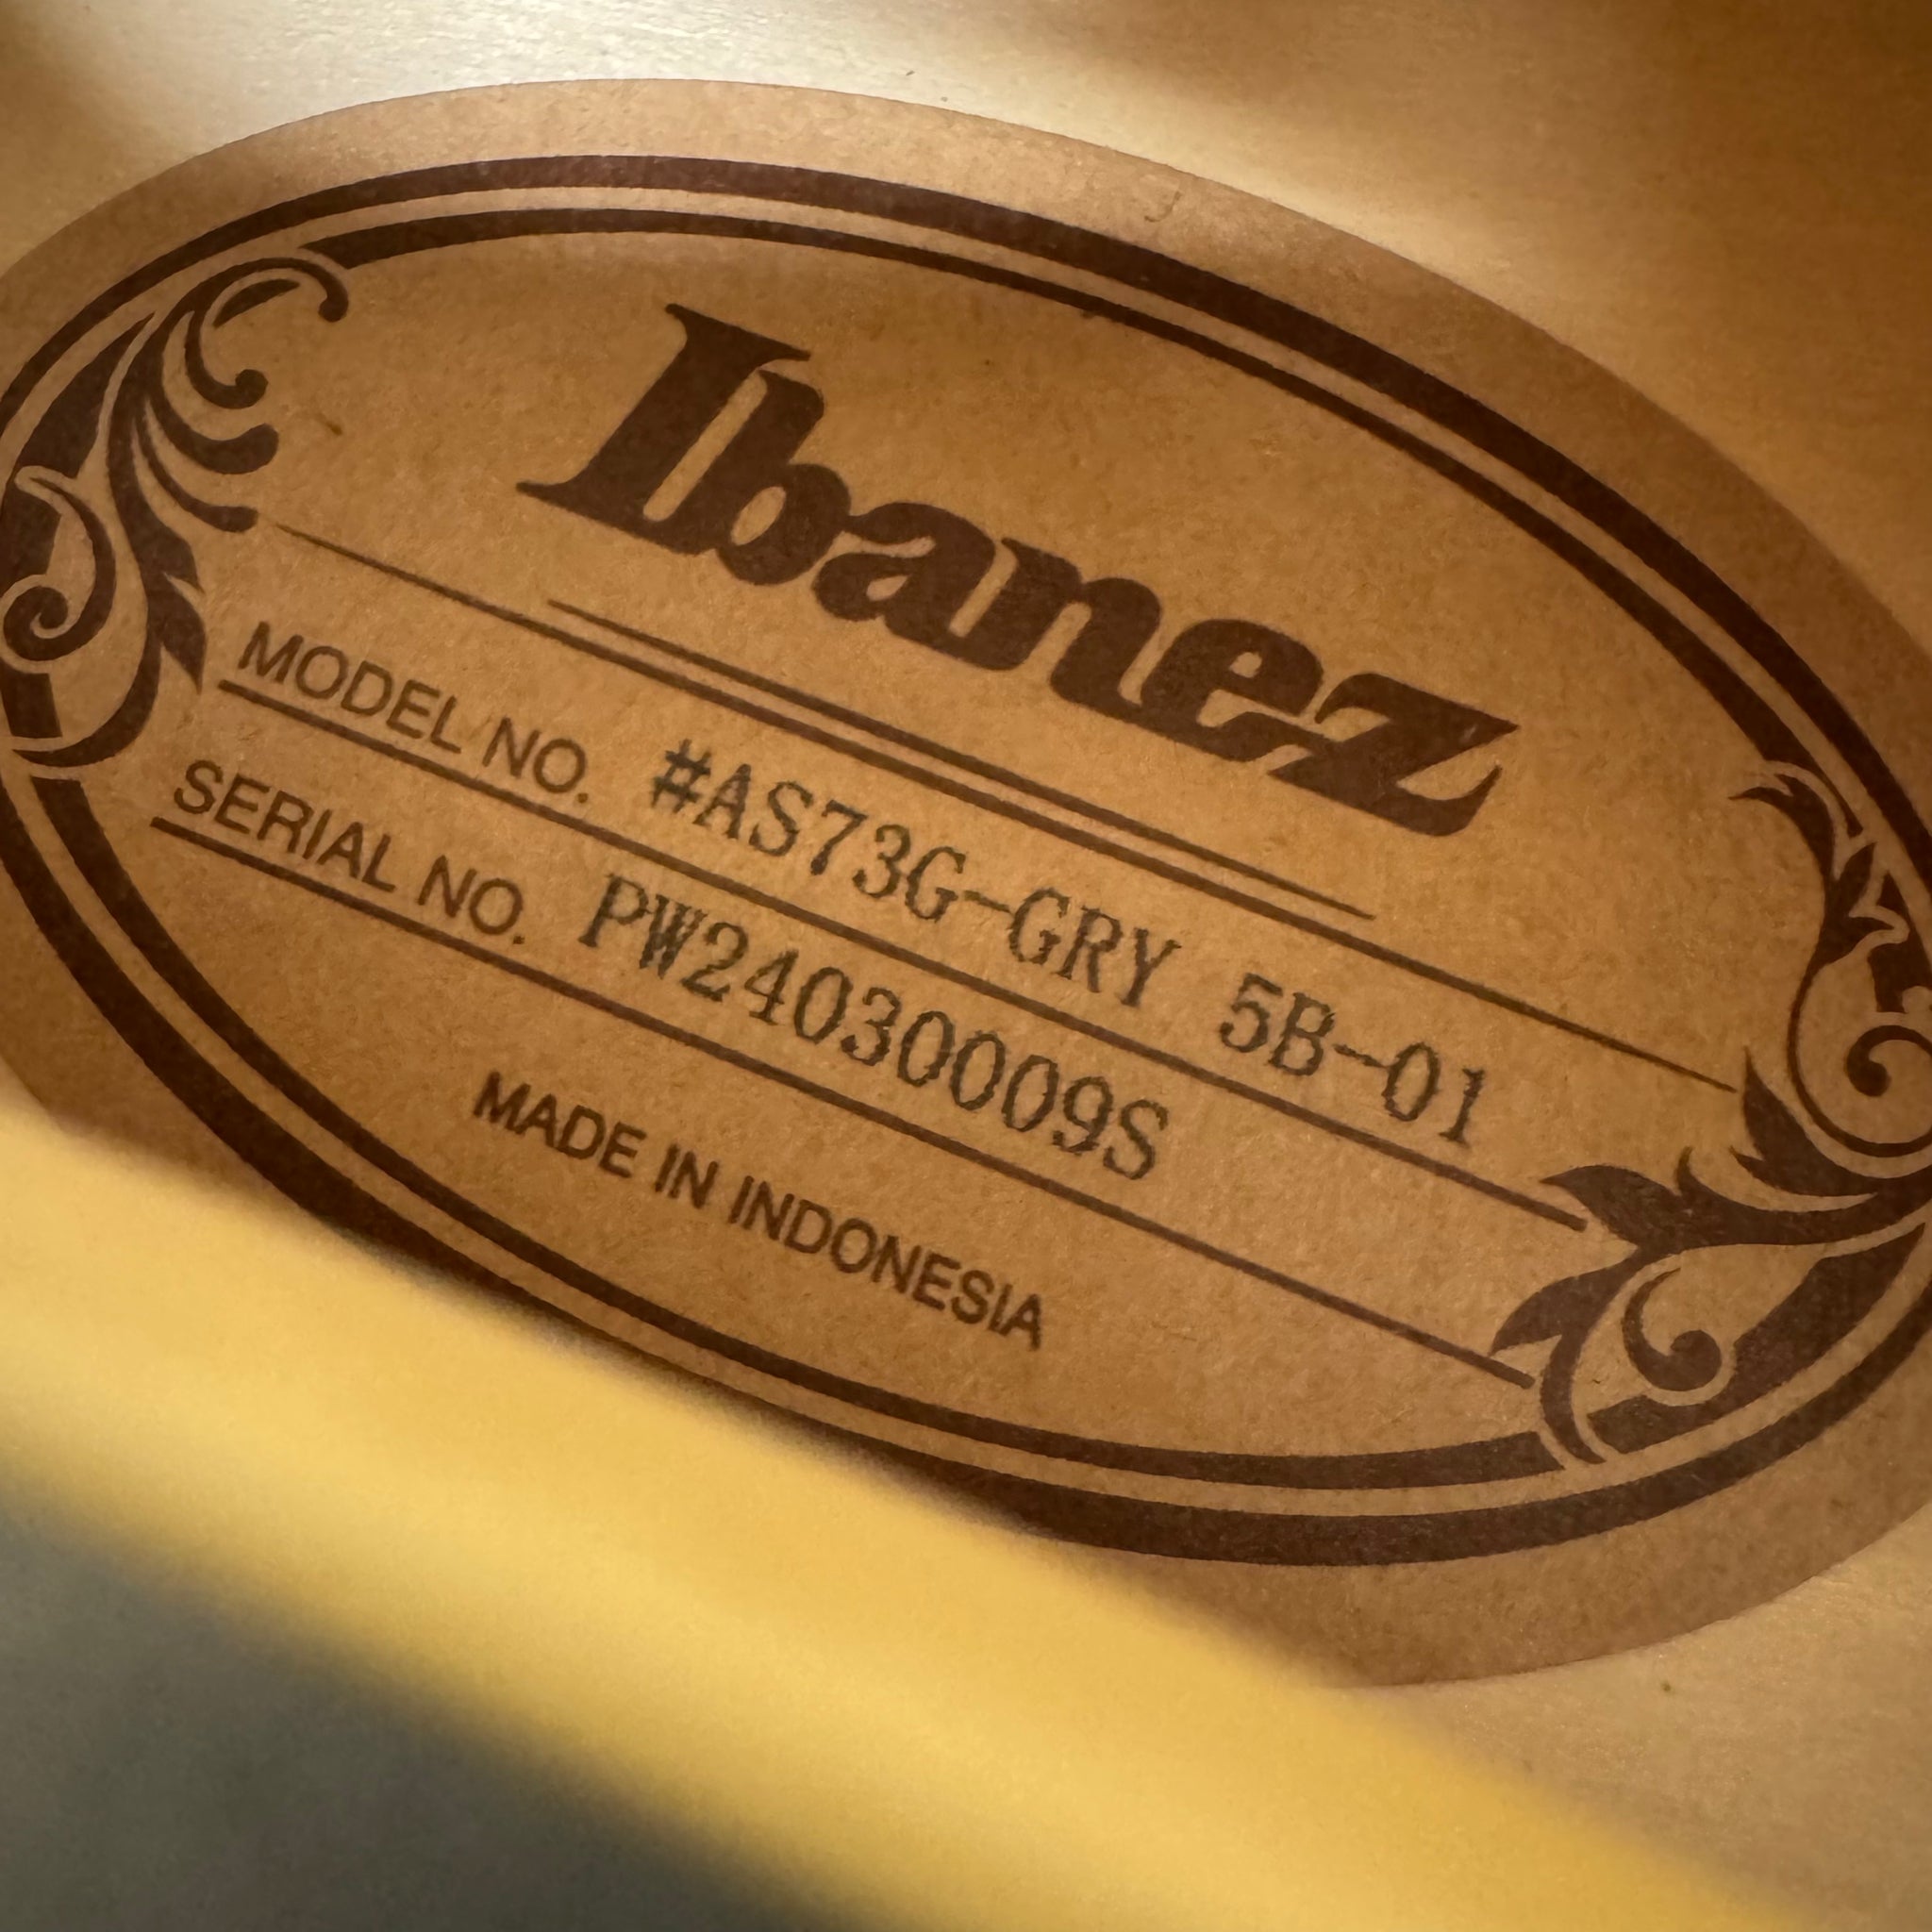 Ibanez
MODEL NO. #AS73G-GRY 5B-01
SERIAL NO. PW24030009S
MADE IN INDONESIA